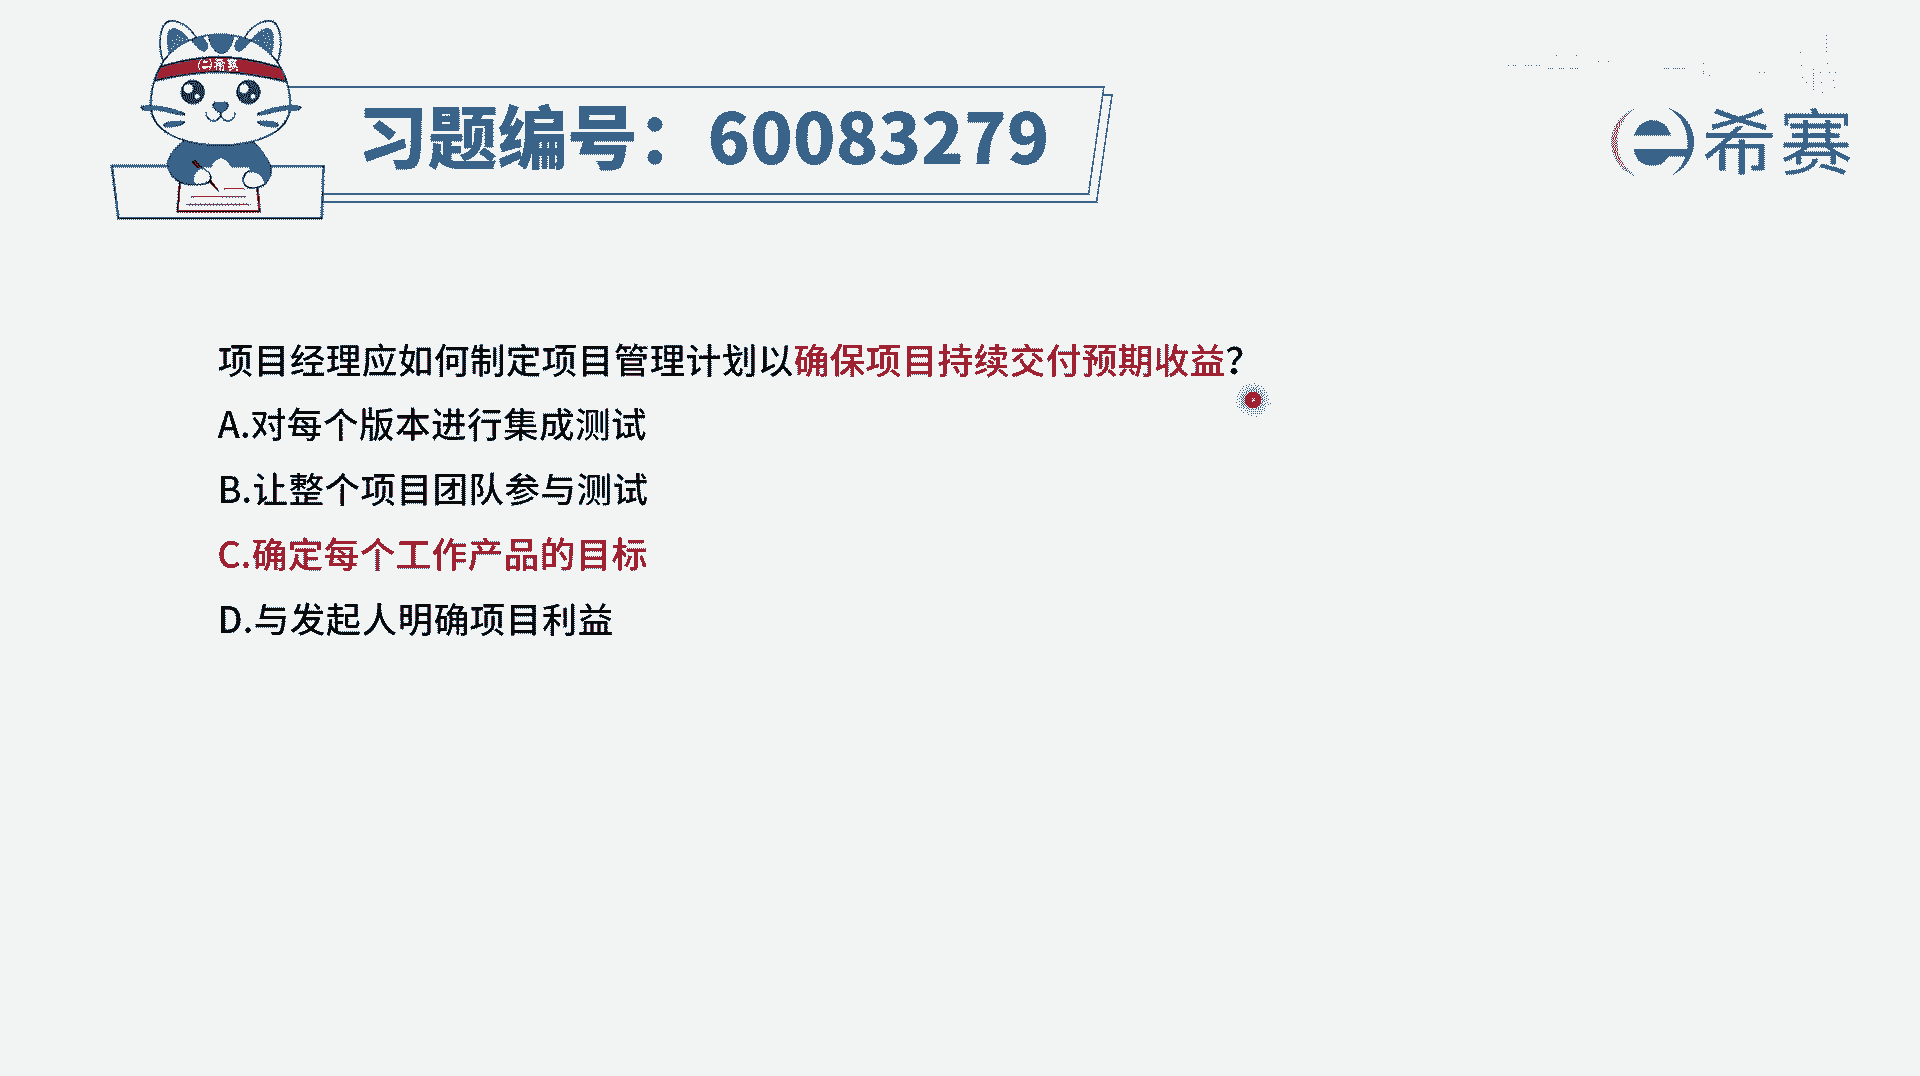 希赛
习题编号：60083279
希赛
项目经理应如何制定项目管理计划以确保项目持续交付预期收益？
A.对每个版本进行集成测试
B.让整个项目团队参与测试
C.确定每个工作产品的目标
D.与发起人明确项目利益